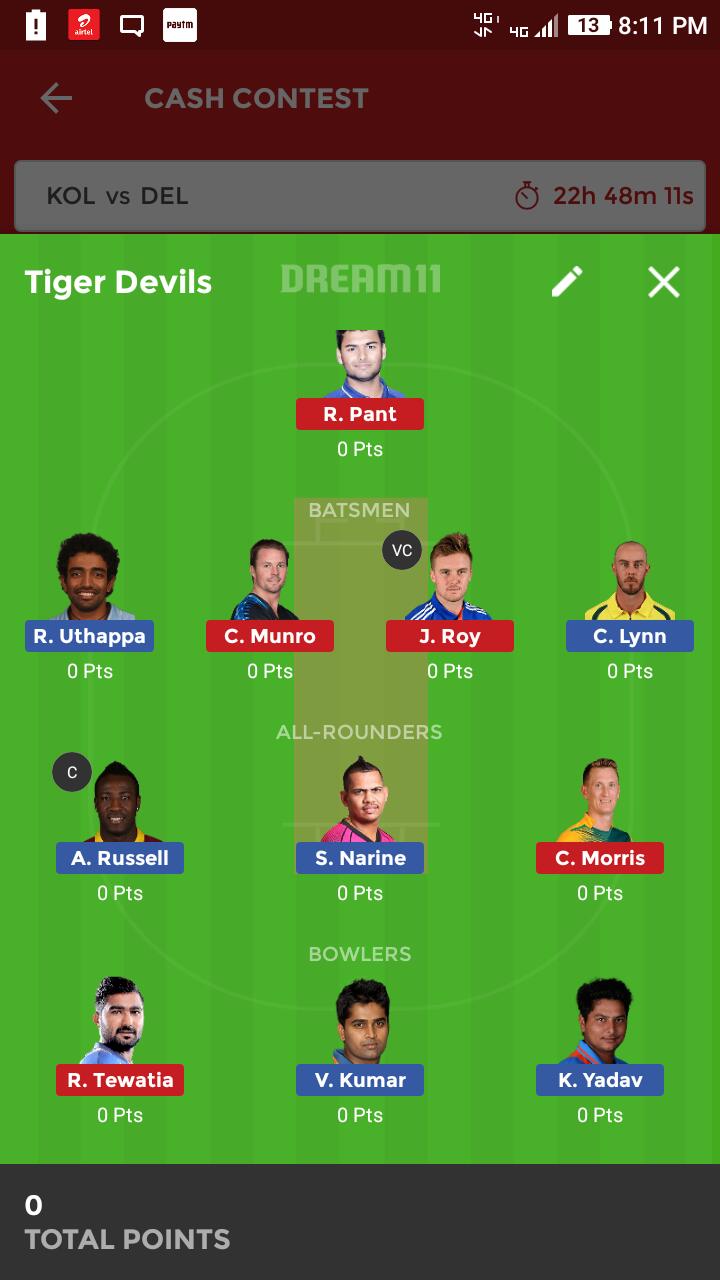 airtel
Paytm
4G
4G
13
8:11 PM
CASH CONTEST
KOL vs DEL
22h 48m 11s
Tiger Devils
DREAM11
R. Pant
0 Pts
BATSMEN
VC
R. Uthappa
C. Munro
J. Roy
C. Lynn
0 Pts
0 Pts
0 Pts
0 Pts
ALL-ROUNDERS
C
A. Russell
S. Narine
C. Morris
0 Pts
0 Pts
0 Pts
BOWLERS
R. Tewatia
V. Kumar
K. Yadav
0 Pts
0 Pts
0 Pts
0
TOTAL POINTS